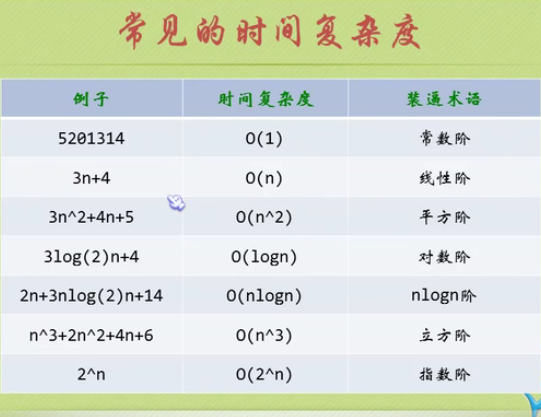 常见的时间复杂度
例子 时间复杂度 装逼术语
5201314 O(1) 常数阶
3n+4 O(n) 线性阶
3n^2+4n+5 O(n^2) 平方阶
3log(2)n+4 O(logn) 对数阶
2n+3nlog(2)n+14 O(nlogn) nlogn阶
n^3+2n^2+4n+6 O(n^3) 立方阶
2^n O(2^n) 指数阶